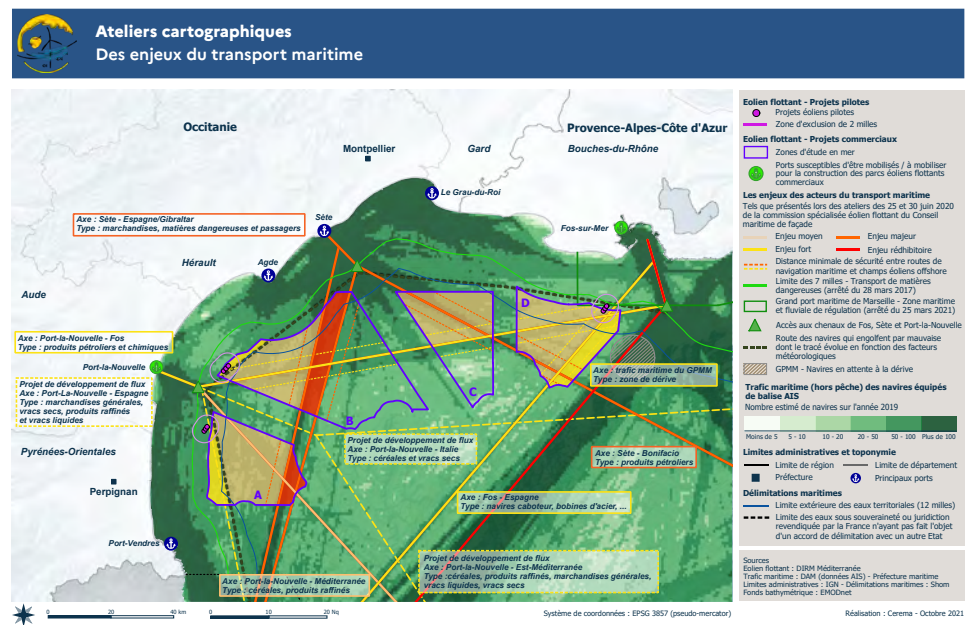 Ateliers cartographiques
Des enjeux du transport maritime
Occitanie
Provence-Alpes-Côte d'Azur
Montpellier
Gard
Bouches-du-Rhône
Le Grau-du-Roi
Axe : Sète - Espagne/Gibraltar
Type : marchandises, matières dangereuses et passagers
Sète
Fos-sur-Mer
Hérault
Agde
Aude
D
Axe : Port-la-Nouvelle - Fos
Type : produits pétroliers et chimiques
Port-la-Nouvelle
Axe : trafic maritime du GPMM
Type : zone de dérive
Projet de développement de flux
Axe : Port-La-Nouvelle - Espagne
Type : marchandises générales,
vracs secs, produits raffinés
et vracs liquides
B
C
Projet de développement de flux
Axe : Port-la-Nouvelle - Italie
Type : céréales et vracs secs
Pyrénées-Orientales
Axe : Sète - Bonifacio
Type : produits pétroliers
Perpignan
A
Axe : Fos - Espagne
Type : navires caboteur, bobines d'acier, ...
Port-Vendres
Projet de développement de flux
Axe : Port-la-Nouvelle - Est-Méditerranée
Type :céréales, produits raffinés, marchandises générales,
vracs liquides, vracs secs
Axe : Port-la-Nouvelle - Méditerranée
Type : céréales, produits raffinés
Eolien flottant - Projets pilotes
Projets éoliens pilotes
Zone d'exclusion de 2 milles
Eolien flottant - Projets commerciaux
Zones d'étude en mer
Ports susceptibles d'être mobilisés / à mobiliser
pour la construction des parcs éoliens flottants
commerciaux
Les enjeux des acteurs du transport maritime
Tels que présentés lors des ateliers des 25 et 30 juin 2020
de la commission spécialisée éolien flottant du Conseil
maritime de façade
Enjeu moyen
Enjeu majeur
Enjeu fort
Enjeu rédhibitoire
Distance minimale de sécurité entre routes de
navigation maritime et champs éoliens offshore
Limite des 7 milles - Transport de matières
dangereuses (arrêté du 28 mars 2017)
Grand port maritime de Marseille - Zone maritime
et fluviale de régulation (arrêté du 25 mars 2021)
Accès aux chenaux de Fos, Sète et Port-la-Nouvelle
Route des navires qui engolfent par mauvaise
dont le tracé évolue en fonction des facteurs
météorologiques
GPMM - Navires en attente à la dérive
Trafic maritime (hors pêche) des navires équipés
de balise AIS
Nombre estimé de navires sur l'année 2019
Moins de 5
5 - 10
10 - 20
20 - 50
50 - 100
Plus de 100
Limites administratives et toponymie
Limite de région
Limite de département
Préfecture
Principaux ports
Délimitations maritimes
Limite extérieure des eaux territoriales (12 milles)
Limite des eaux sous souveraineté ou juridiction
revendiquée par la France n'ayant pas fait l'objet
d'un accord de délimitation avec un autre Etat
Sources
Eolien flottant : DIRM Méditerranée
Trafic maritime : DAM (données AIS) - Préfecture maritime
Limites administratives : IGN - Délimitations maritimes : Shom
Fonds bathymétrique : EMODnet
0
20
40 km
0
10
20 Nq
Système de coordonnées : EPSG 3857 (pseudo-mercator)
Réalisation : Cerema - Octobre 2021